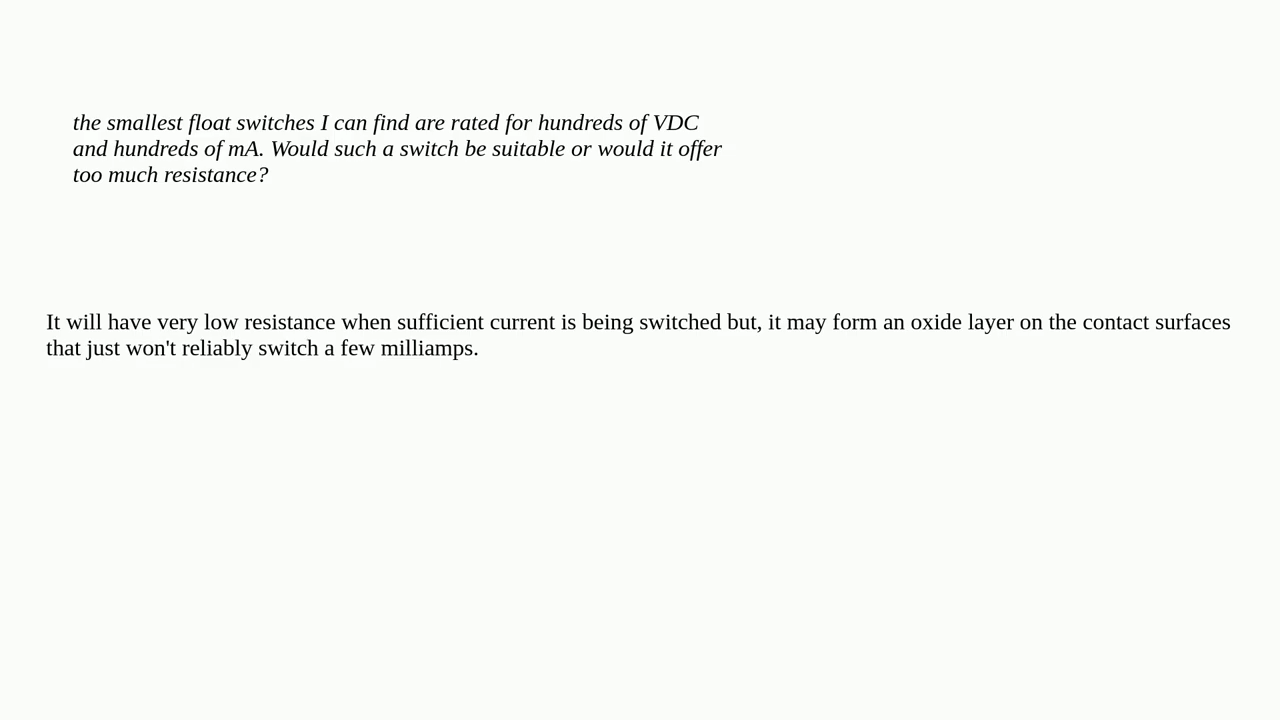 the smallest float switches I can find are rated for hundreds of VDC
and hundreds of mA. Would such a switch be suitable or would it offer
too much resistance?
It will have very low resistance when sufficient current is being switched but, it may form an oxide layer on the contact surfaces
that just won't reliably switch a few milliamps.